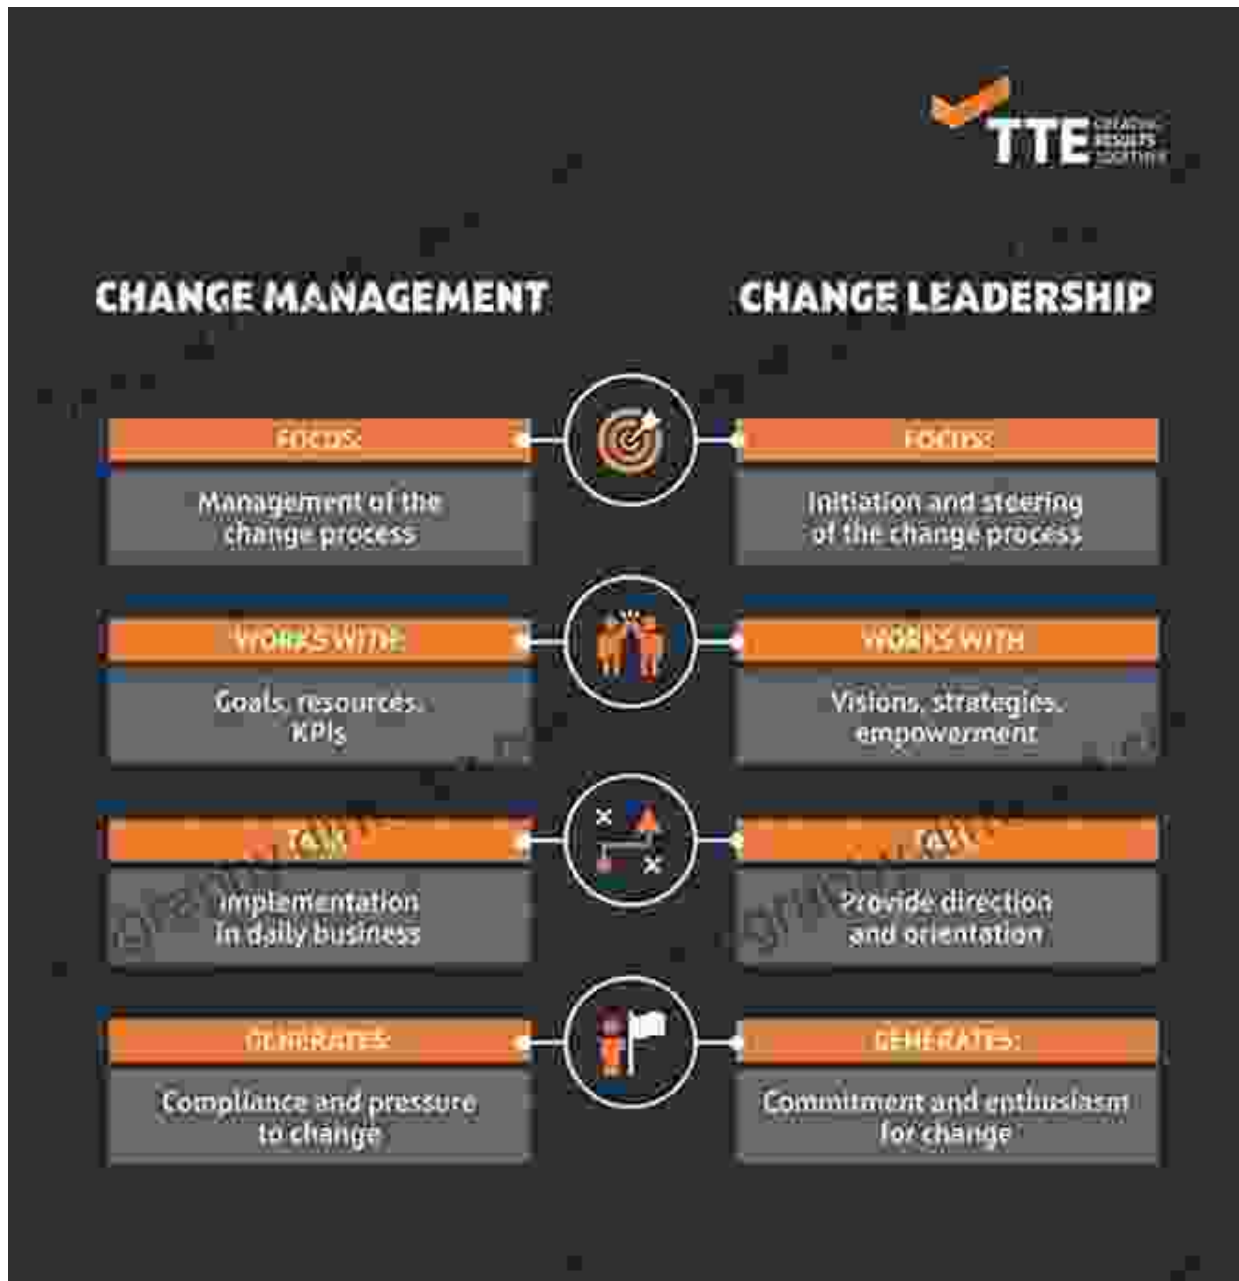 TTE
RESULTS
CHANGE MANAGEMENT
CHANGE LEADERSHIP
FOCUS:
FOCUS:
Management of the
change process
Initiation and steering
of the change process
WORKS WITH:
WORKS WITH
Goals, resources,
KPIs
Visions, strategies,
empowerment
TASK
Implementation
in daily business
Provide direction
and orientation
GENERATES:
GENERATES:
Compliance and pressure
to change
Commitment and enthusiasm
for change